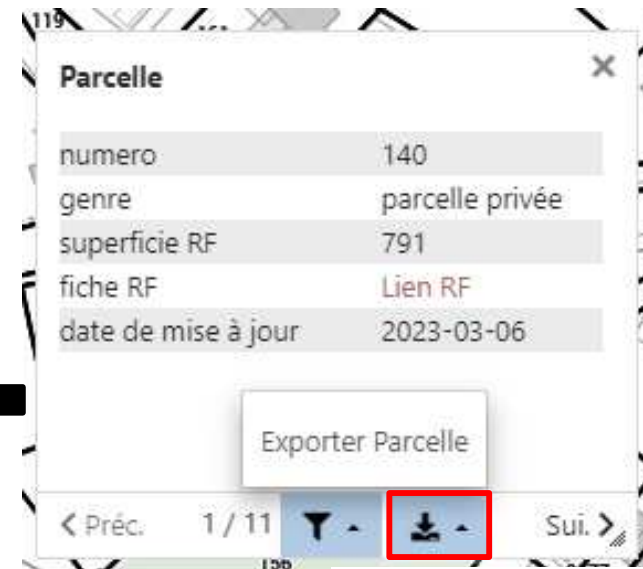 119
Parcelle
numero 140
genre parcelle privée
superficie RF 791
fiche RF Lien RF
date de mise à jour 2023-03-06
Exporter Parcelle
Préc. 1 / 11 Sui.